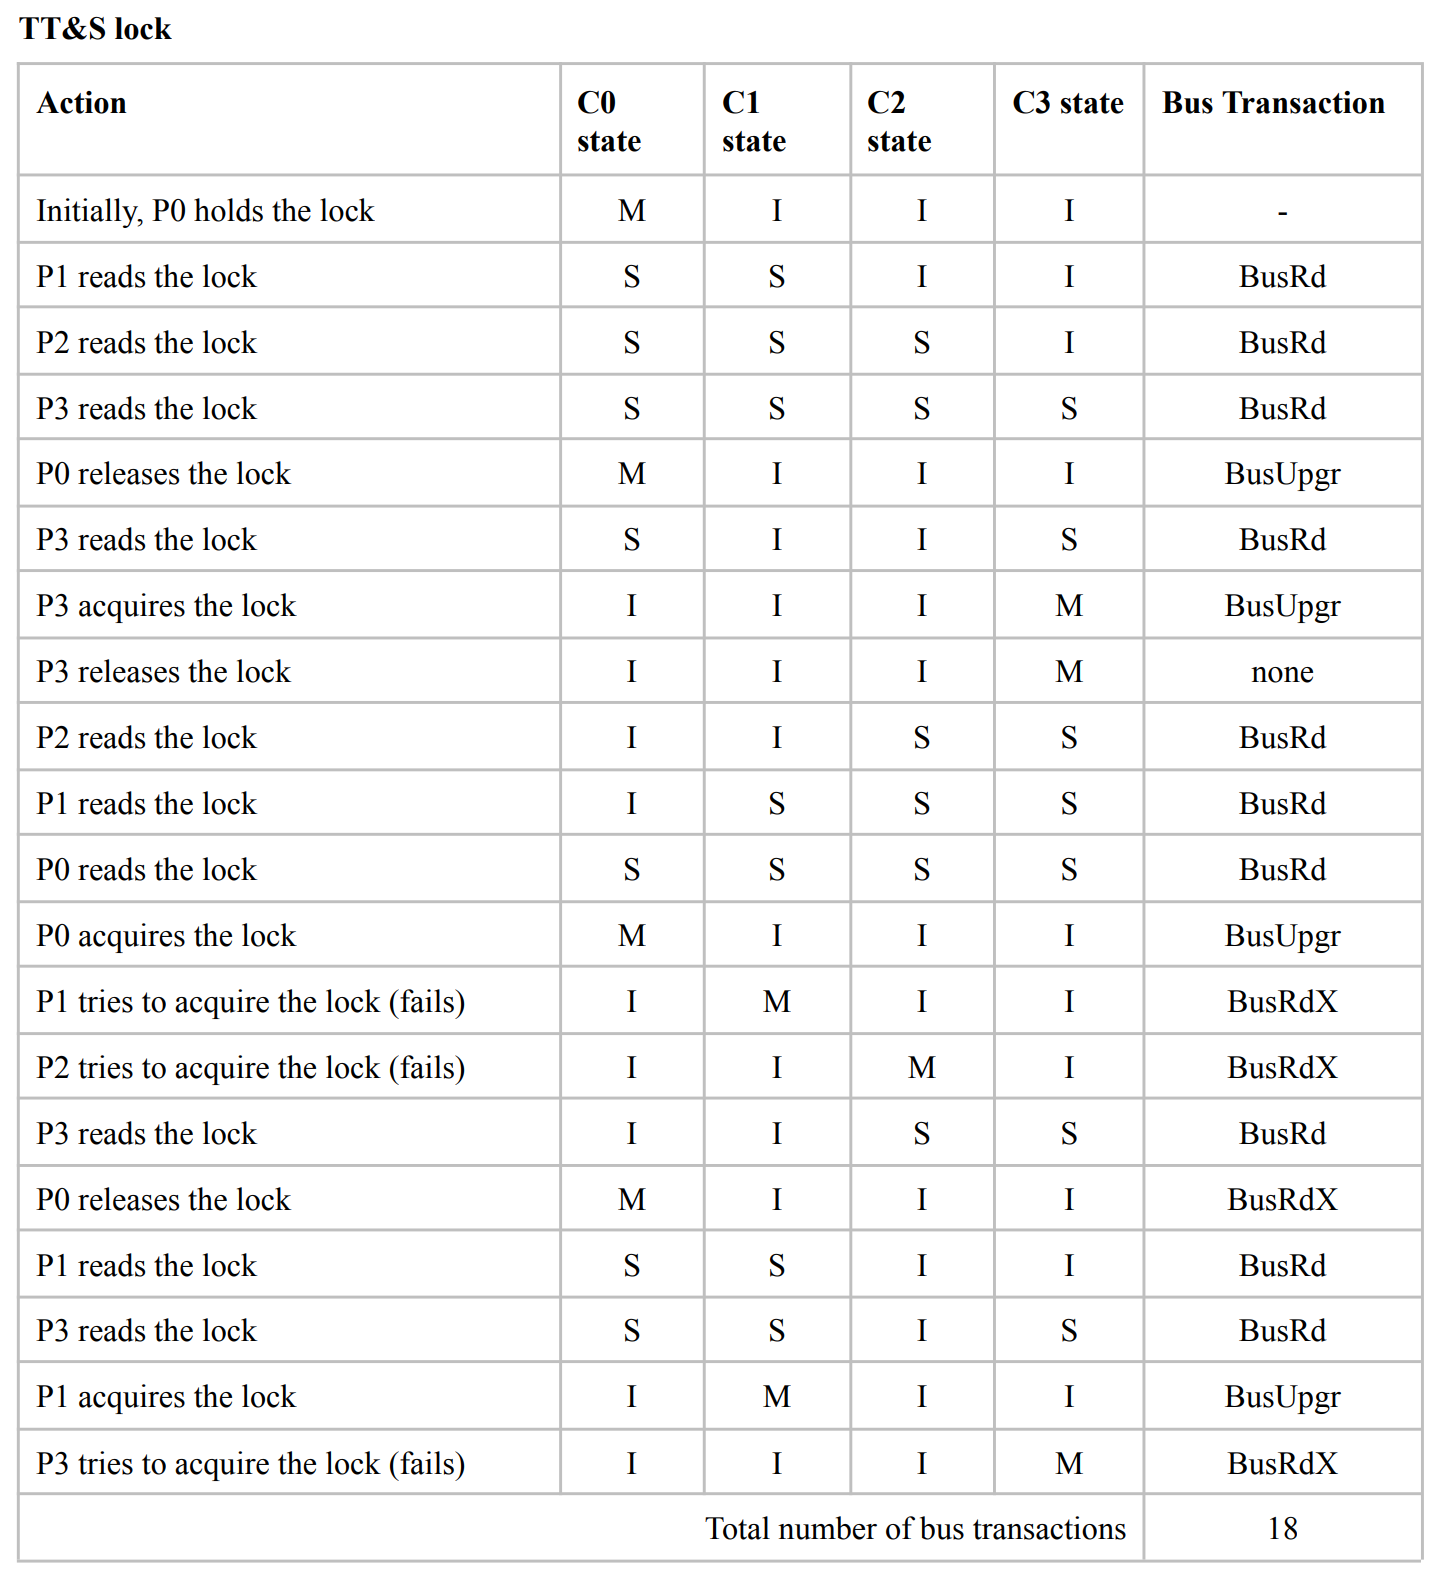 TT&S lock
Action C0 state C1 state C2 state C3 state Bus Transaction
Initially, P0 holds the lock M I I I -
P1 reads the lock S S I I BusRd
P2 reads the lock S S S I BusRd
P3 reads the lock S S S S BusRd
P0 releases the lock M I I I BusUpgr
P3 reads the lock S I I S BusRd
P3 acquires the lock I I I M BusUpgr
P3 releases the lock I I I M none
P2 reads the lock I I S S BusRd
P1 reads the lock I S S S BusRd
P0 reads the lock S S S S BusRd
P0 acquires the lock M I I I BusUpgr
P1 tries to acquire the lock (fails) I M I I BusRdX
P2 tries to acquire the lock (fails) I I M I BusRdX
P3 reads the lock I I S S BusRd
P0 releases the lock M I I I BusRdX
P1 reads the lock S S I I BusRd
P3 reads the lock S S I S BusRd
P1 acquires the lock I M I I BusUpgr
P3 tries to acquire the lock (fails) I I I M BusRdX
Total number of bus transactions 18